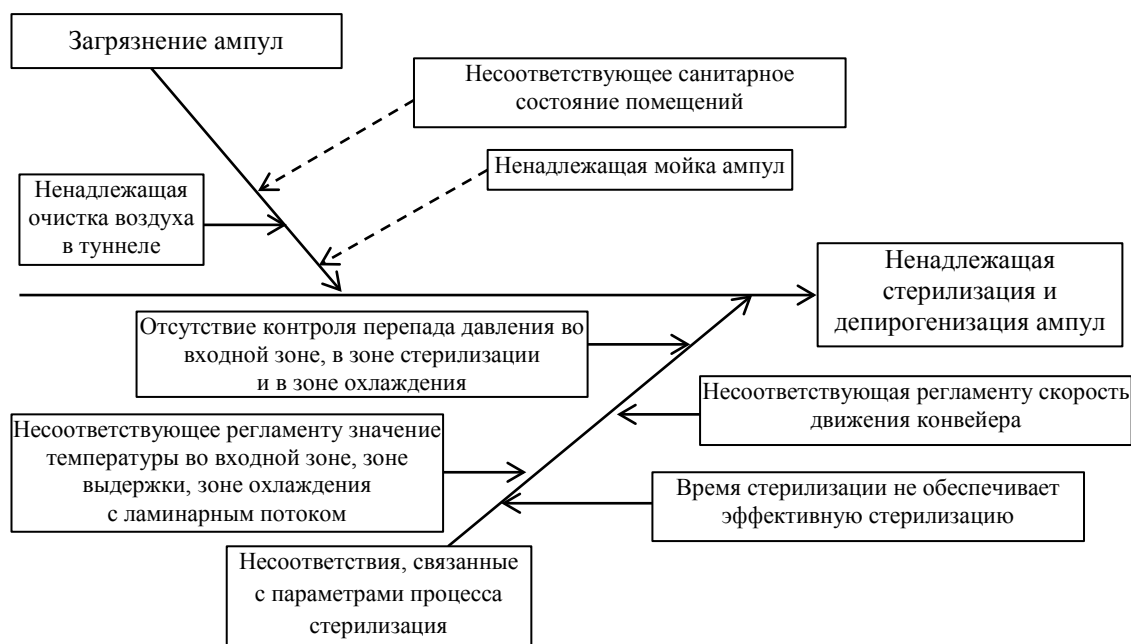 Загрязнение ампул
Несоответствующее санитарное
состояние помещений
Ненадлежащая мойка ампул
Ненадлежащая
очистка воздуха
в туннеле
Ненадлежащая
стерилизация и
депирогенизация ампул
Отсутствие контроля перепада давления во
входной зоне, в зоне стерилизации
и в зоне охлаждения
Несоответствующая регламенту скорость
движения конвейера
Несоответствующее регламенту значение
температуры во входной зоне, зоне
выдержки, зоне охлаждения
с ламинарным потоком
Время стерилизации не обеспечивает
эффективную стерилизацию
Несоответствия, связанные
с параметрами процесса
стерилизация